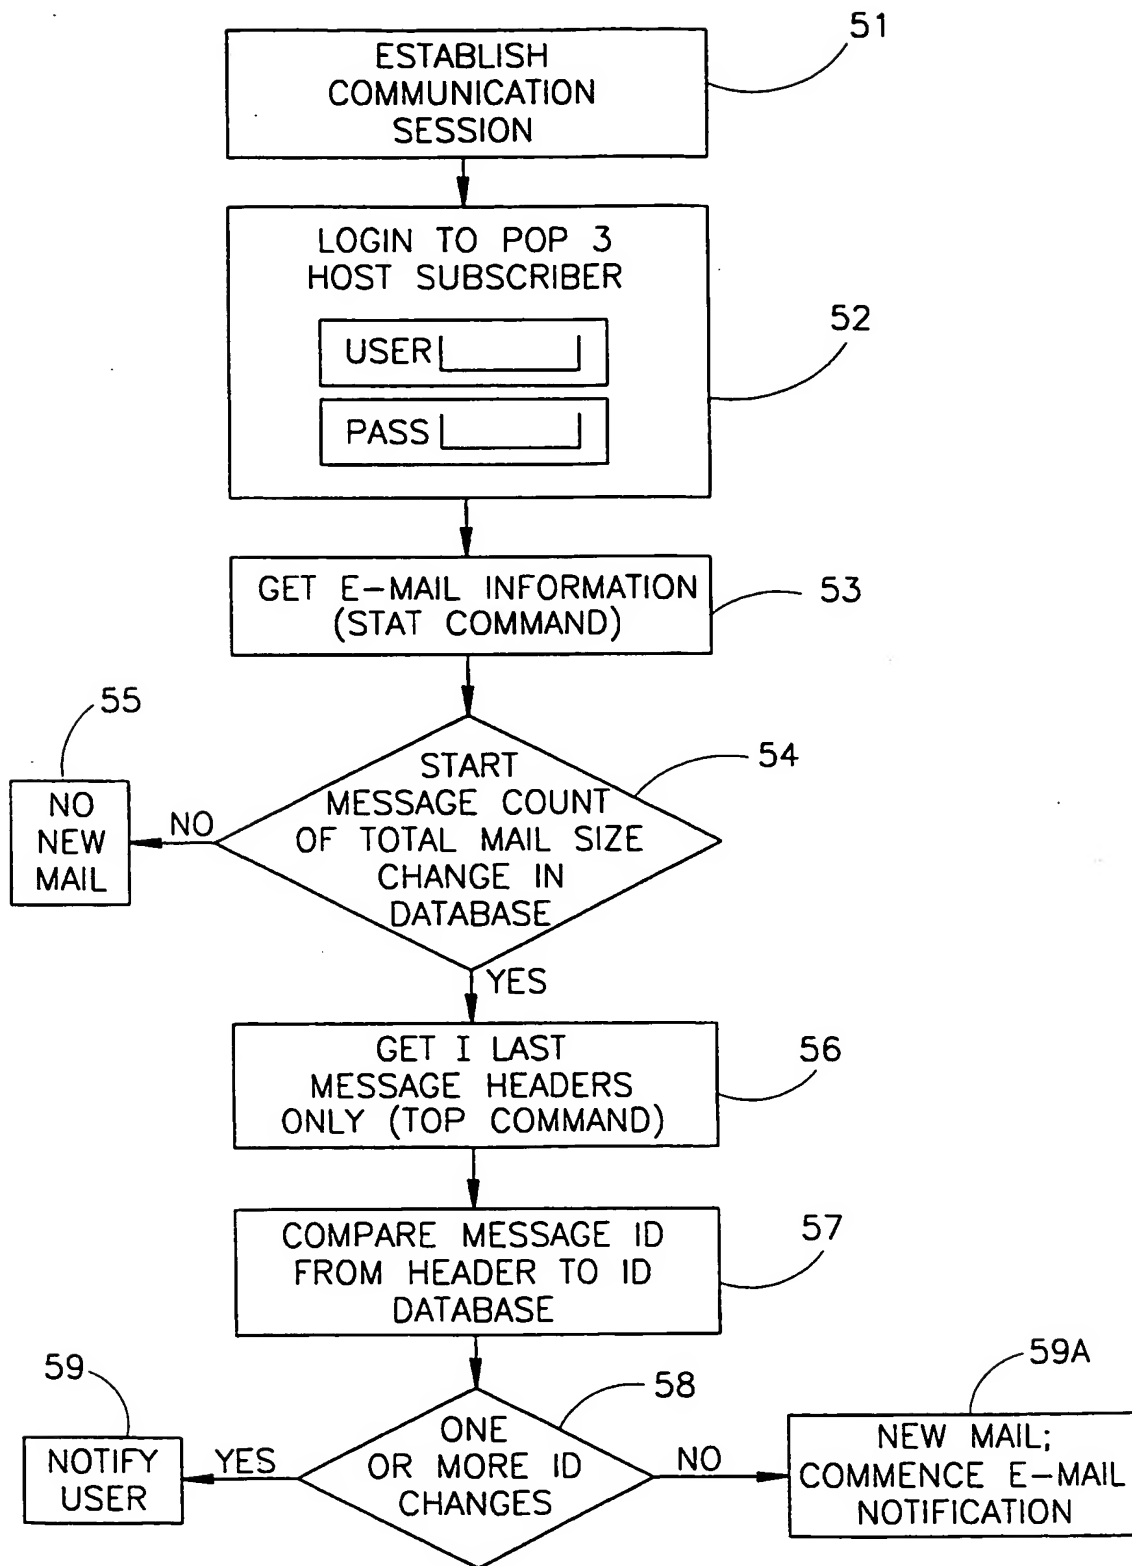 51
ESTABLISH
COMMUNICATION
SESSION
LOGIN TO POP 3
HOST SUBSCRIBER
52
USER
PASS
GET E-MAIL INFORMATION
(STAT COMMAND)
53
55
54
START
MESSAGE COUNT
OF TOTAL MAIL SIZE
CHANGE IN
DATABASE
NO
NO
NEW
MAIL
YES
GET I LAST
MESSAGE HEADERS
ONLY (TOP COMMAND)
56
COMPARE MESSAGE ID
FROM HEADER TO ID
DATABASE
57
59
58
59A
NOTIFY
USER
YES
ONE
OR MORE ID
CHANGES
NO
NEW MAIL;
COMMENCE E-MAIL
NOTIFICATION